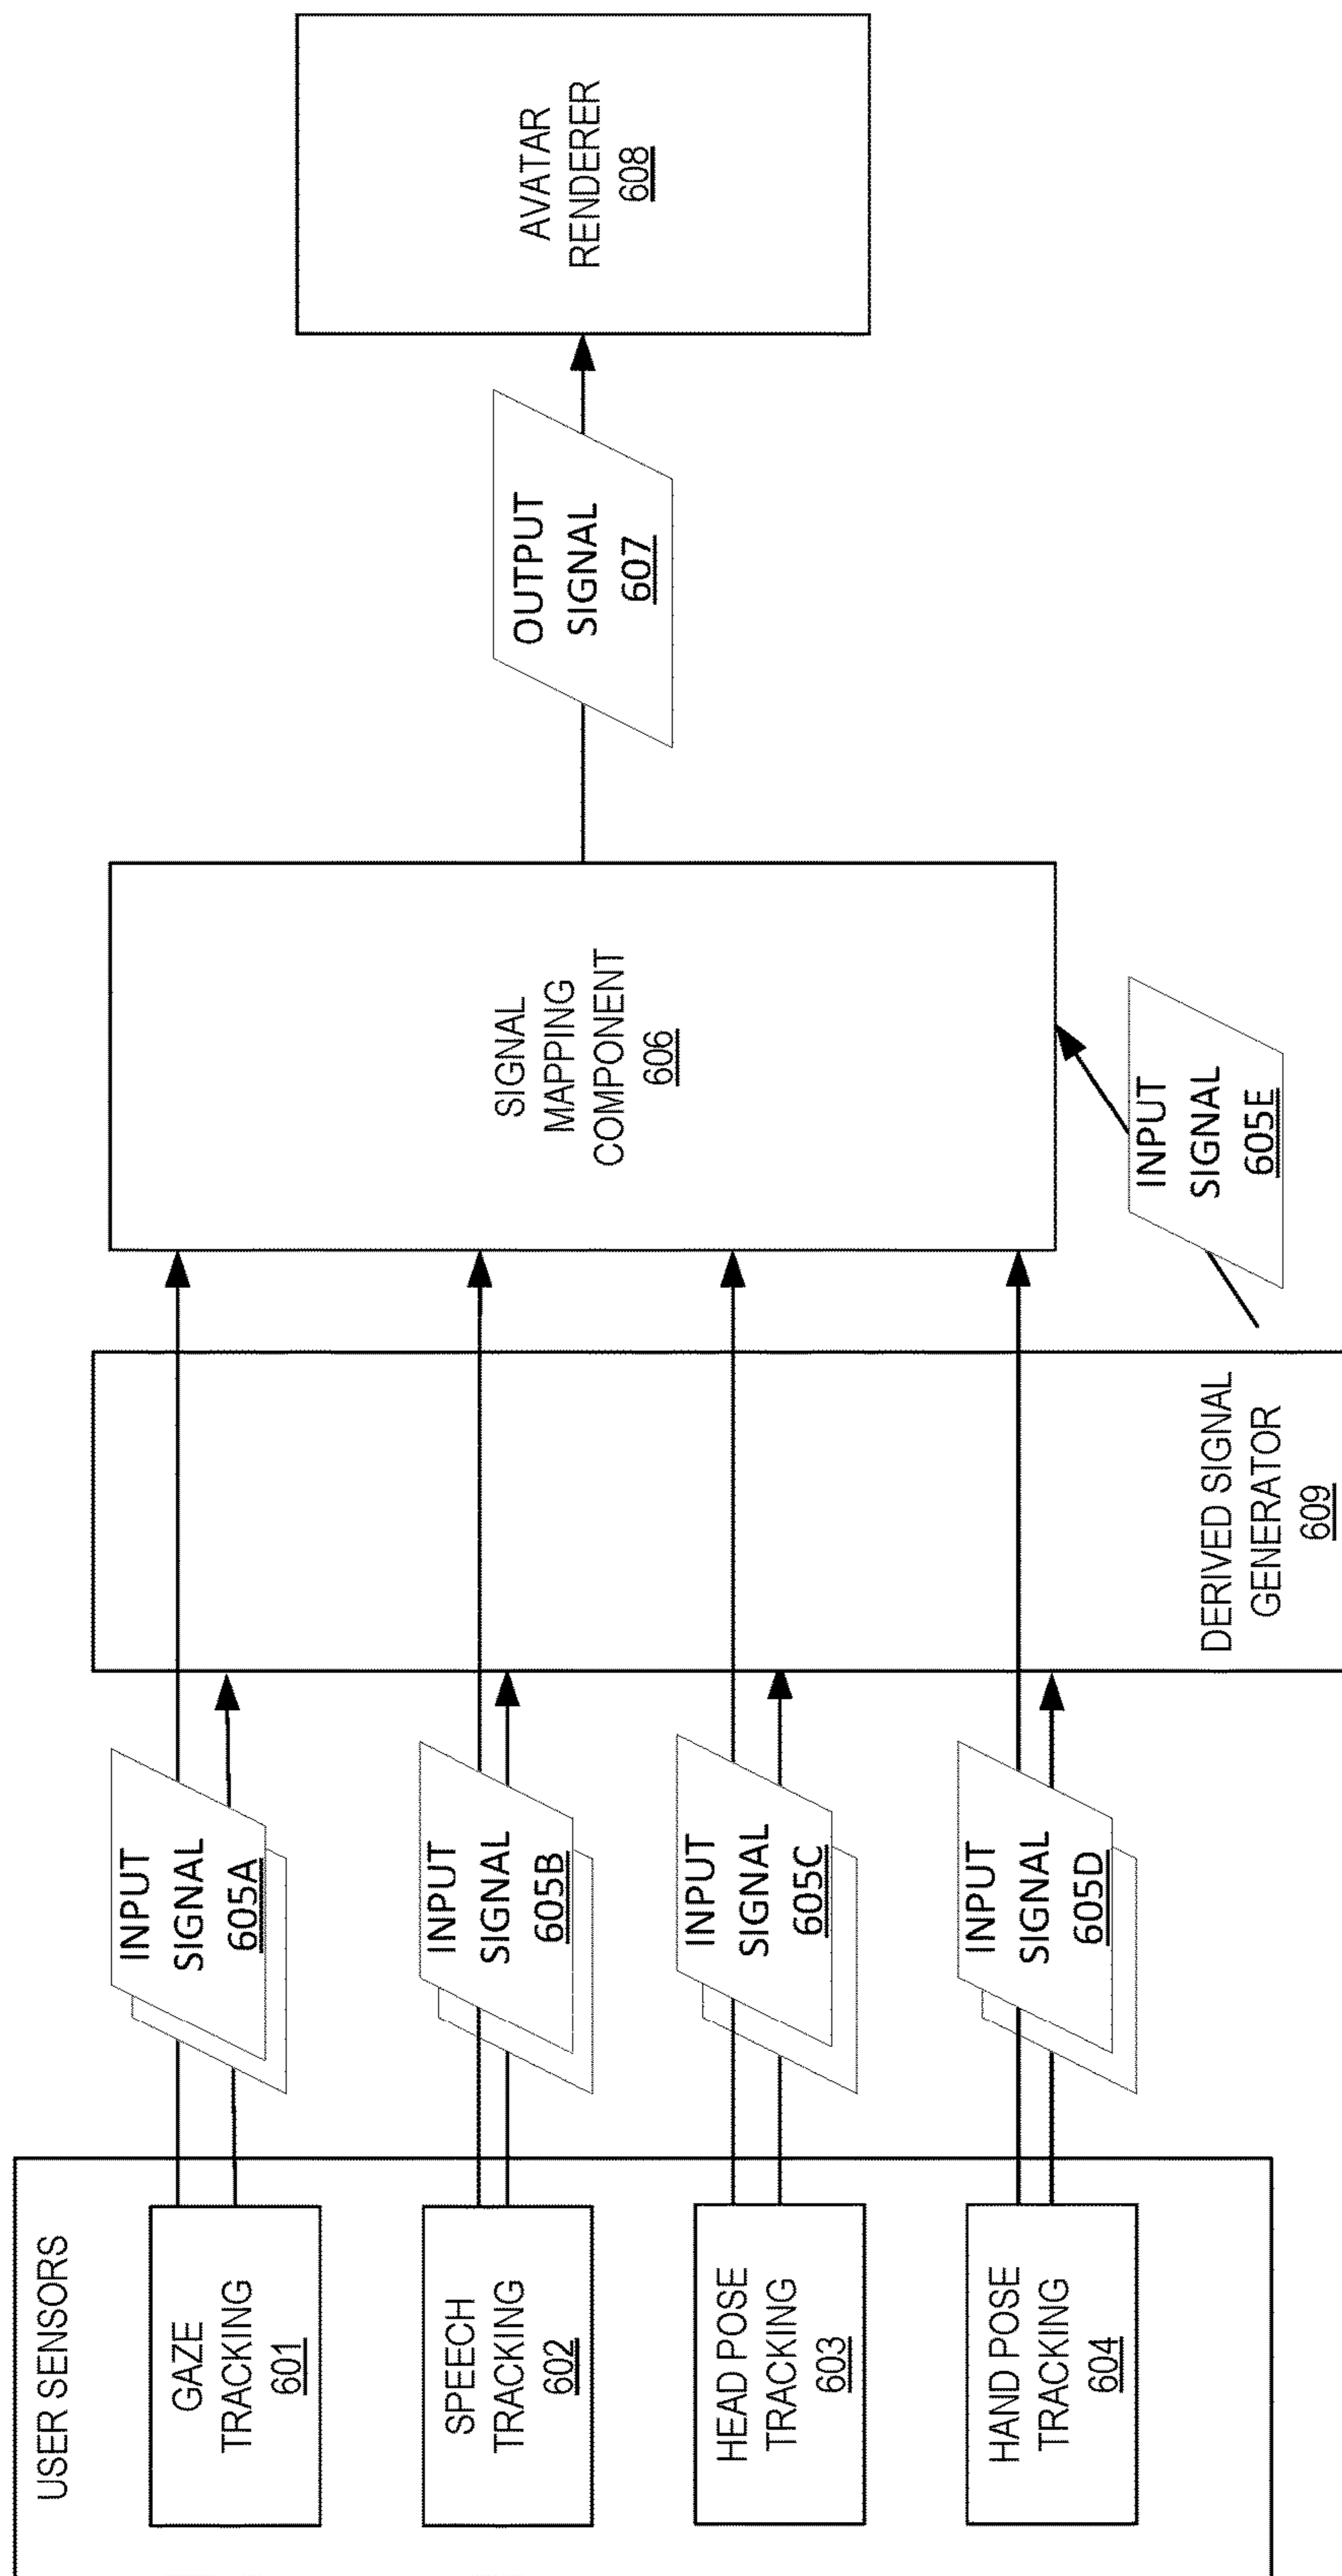 USER SENSORS
GAZE
TRACKING
601
SPEECH
TRACKING
602
HEAD POSE
TRACKING
603
HAND POSE
TRACKING
604
INPUT
SIGNAL
605A
INPUT
SIGNAL
605B
INPUT
SIGNAL
605C
INPUT
SIGNAL
605D
DERIVED SIGNAL
GENERATOR
609
INPUT
SIGNAL
605E
SIGNAL
MAPPING
COMPONENT
606
OUTPUT
SIGNAL
607
AVATAR
RENDERER
608